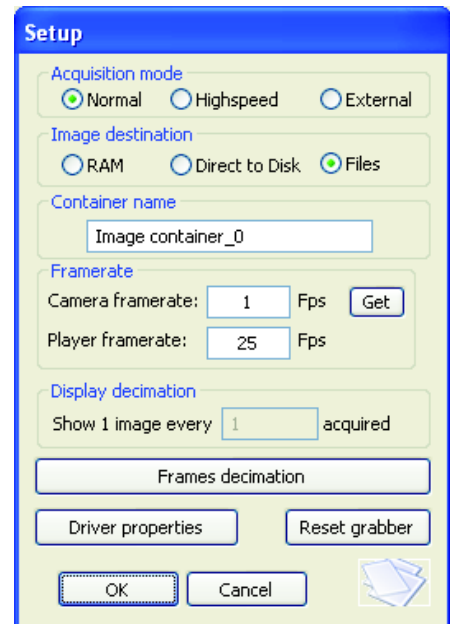 Setup
Acquisition mode
Normal Highspeed External
Image destination
RAM Direct to Disk Files
Container name
Image container_0
Framerate
Camera framerate: 1 Fps Get
Player framerate: 25 Fps
Display decimation
Show 1 image every 1 acquired
Frames decimation
Driver properties Reset grabber
OK Cancel